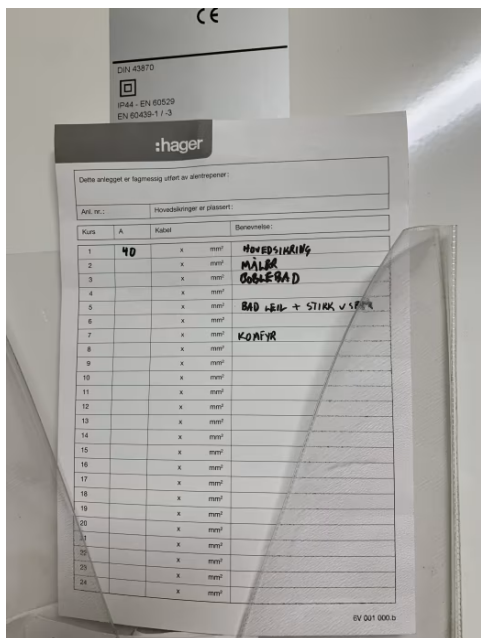 CE
DIN 43870
IP44 - EN 60529
EN 60439-1 / -3
:hager
Dette anlegget er fagmessig utført av
Anl. nr.: Hovedsikringer er plassert:
Kurs A Kabel Benevnelse:
1 40 x mm² HOVEDSIKRING
2 x mm² MÅLER
3 x mm² BOBLEBAD
4 x mm²
5 x mm² BAD + STIKK
6 x mm²
7 x mm² KOMFYR
8 x mm²
9 x mm²
10 x mm²
11 x mm²
12 x mm²
13 x mm²
14 x mm²
15 x mm²
16 x mm²
17 x mm²
18 x mm²
19 x mm²
20 x mm²
21 x mm²
22 x mm²
23 x mm²
24 x mm²
6V 001 000.b